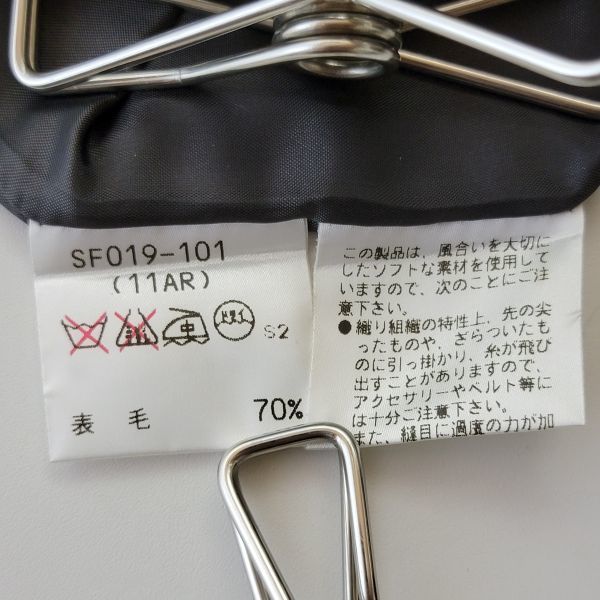 SF019-101
(11AR)
中
ドライ
S2
表 毛 70%
この製品は、風合いを大切に
したソフトな素材を使用して
いますので、次のことにご注
意下さい。
●織り組織の特性上、先の尖
ったものや、ざらついたも
のに引っ掛かり、糸が飛び
出すことがありますので、
アクセサリーやベルト等に
は十分ご注意下さい。
また、縫目に過度の力が加